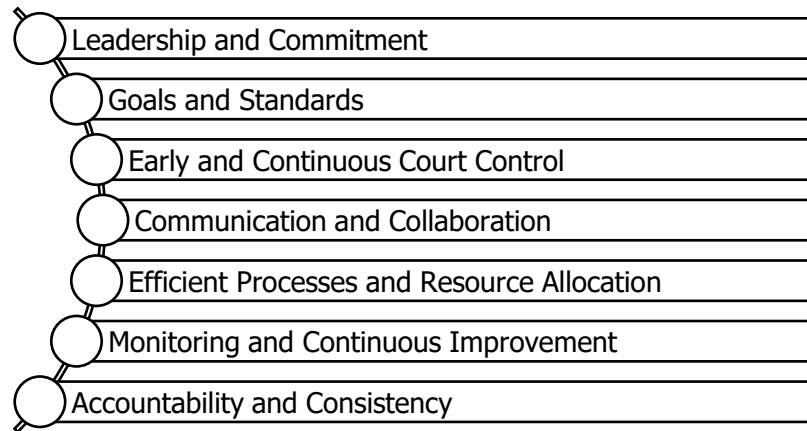 Leadership and Commitment
Goals and Standards
Early and Continuous Court Control
Communication and Collaboration
Efficient Processes and Resource Allocation
Monitoring and Continuous Improvement
Accountability and Consistency